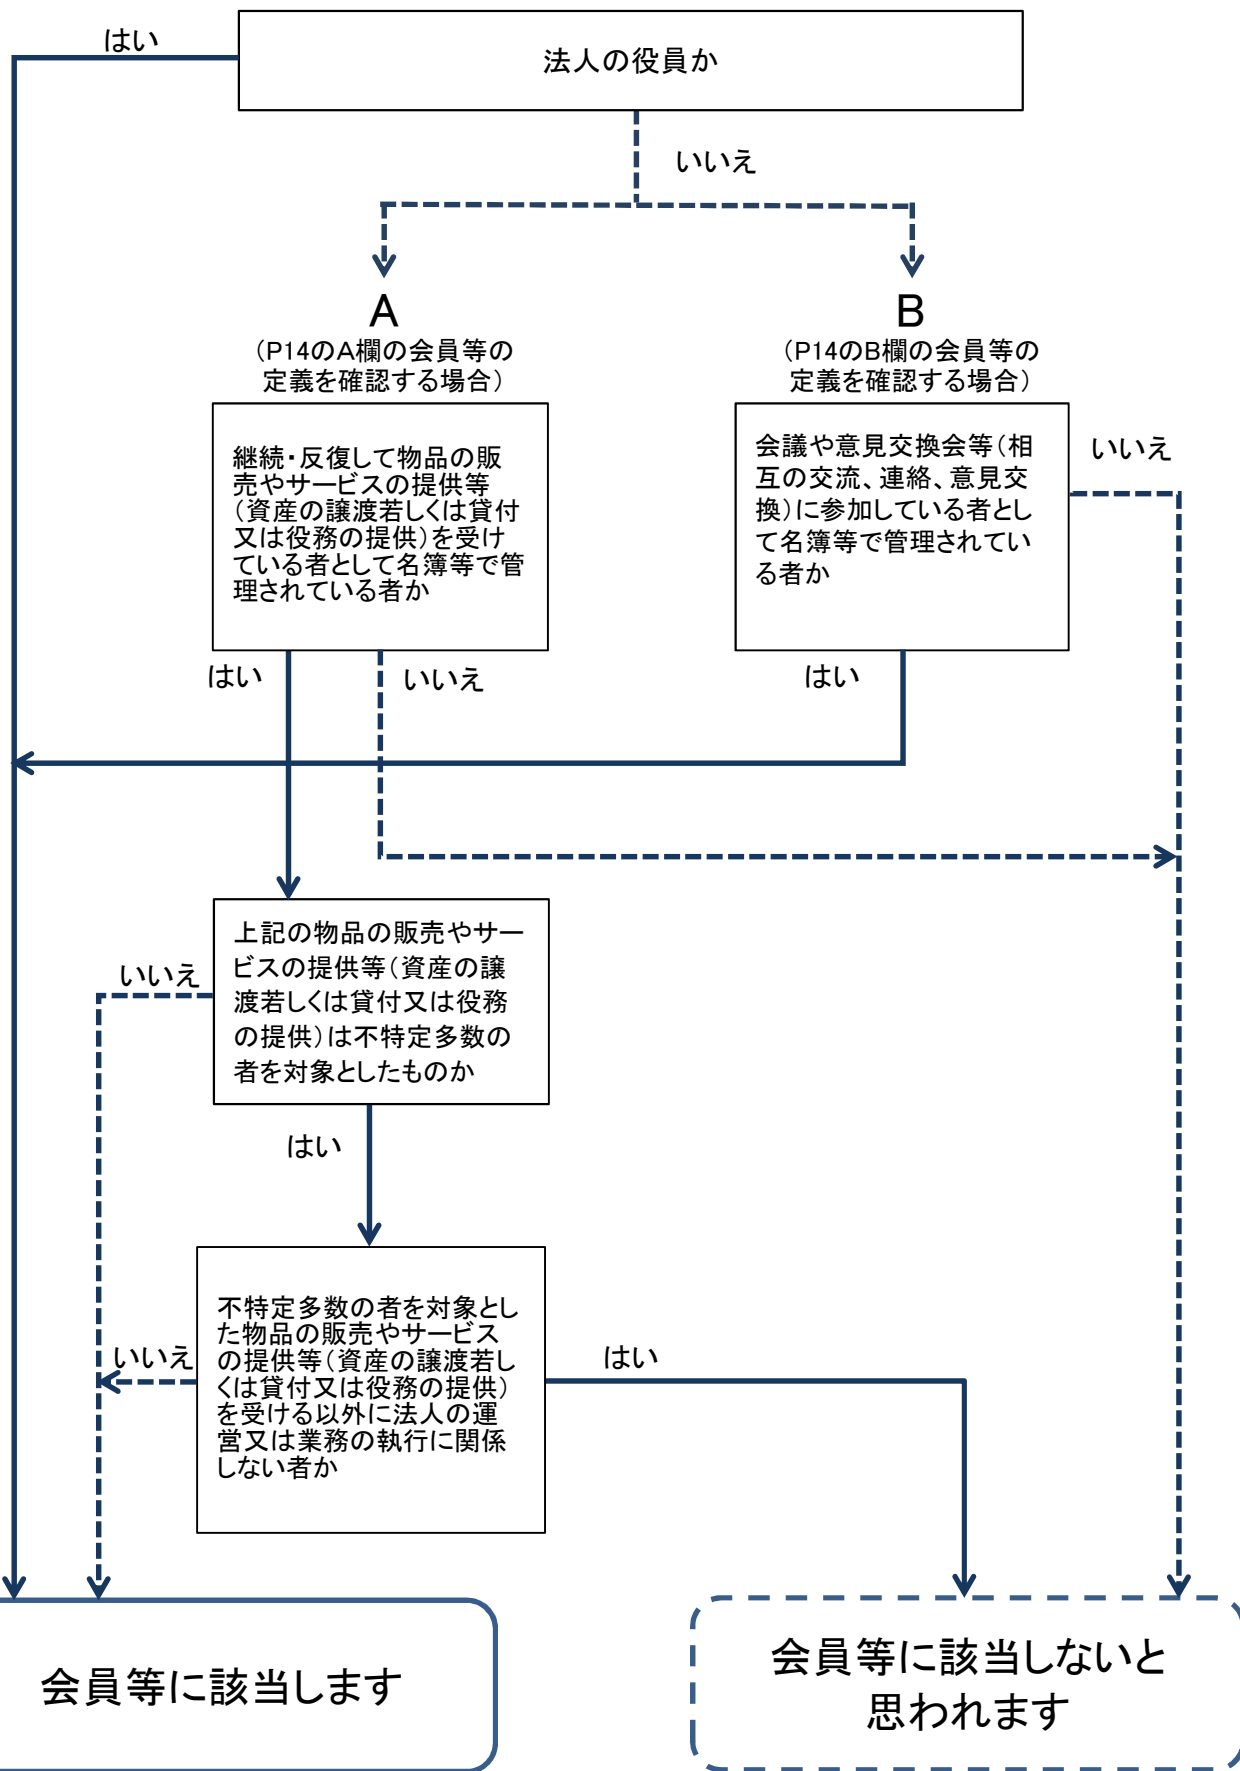 はい
法人の役員か
いいえ
A
(P14のA欄の会員等の
定義を確認する場合)
継続・反復して物品の販
売やサービスの提供等
(資産の譲渡若しくは貸付
又は役務の提供)を受け
ている者として名簿等で管
理されている者か
はい
いいえ
B
(P14のB欄の会員等の
定義を確認する場合)
会議や意見交換会等(相
互の交流、連絡、意見交
換)に参加している者とし
て名簿等で管理されてい
る者か
いいえ
はい
上記の物品の販売やサー
ビスの提供等(資産の譲
渡若しくは貸付又は役務
の提供)は不特定多数の
者を対象としたものか
いいえ
はい
不特定多数の者を対象とし
た物品の販売やサービス
の提供等(資産の譲渡若し
くは貸付又は役務の提供)
を受ける以外に法人の運
営又は業務の執行に関係
しない者か
いいえ
はい
会員等に該当します
会員等に該当しないと
思われます